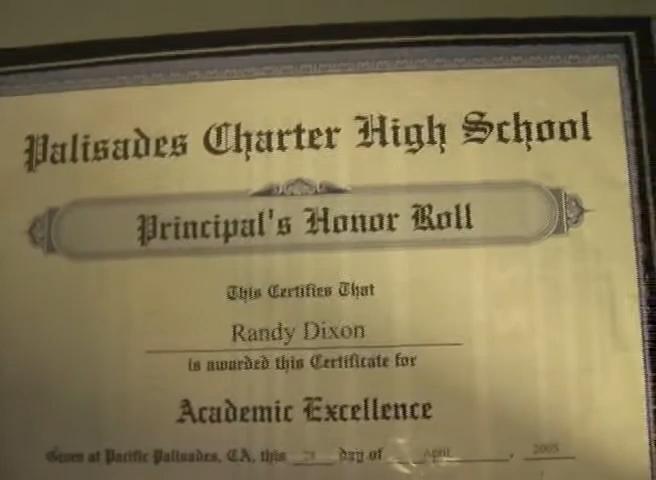 Palisades Charter High School
Principal's Honor Roll
This Certifies That
Randy Dixon
is awarded this Certificate for
Academic Excellence
Given at Pacific Palisades, CA, this day of April, 2005